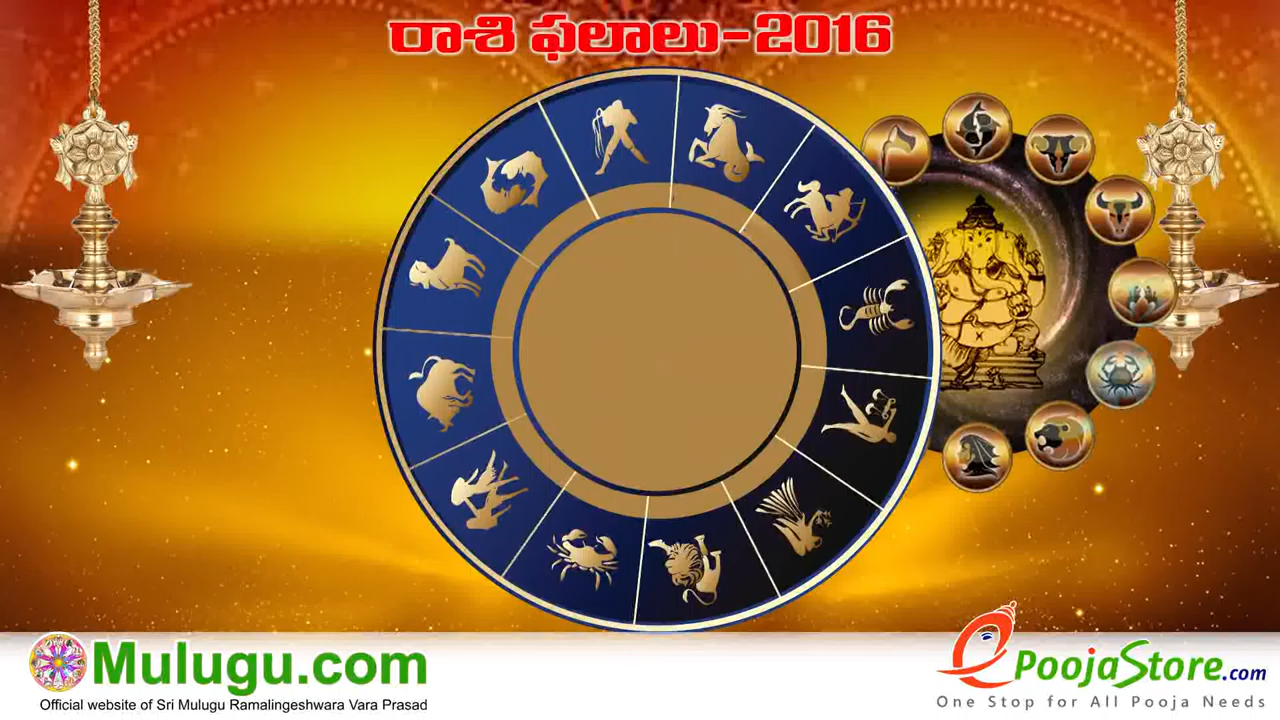 రాశి ఫలాలు-2016
Mulugu.com
Official website of Sri Mulugu Ramalingeshwara Vara Prasad
ePoojaStore.com
One Stop for All Pooja Needs